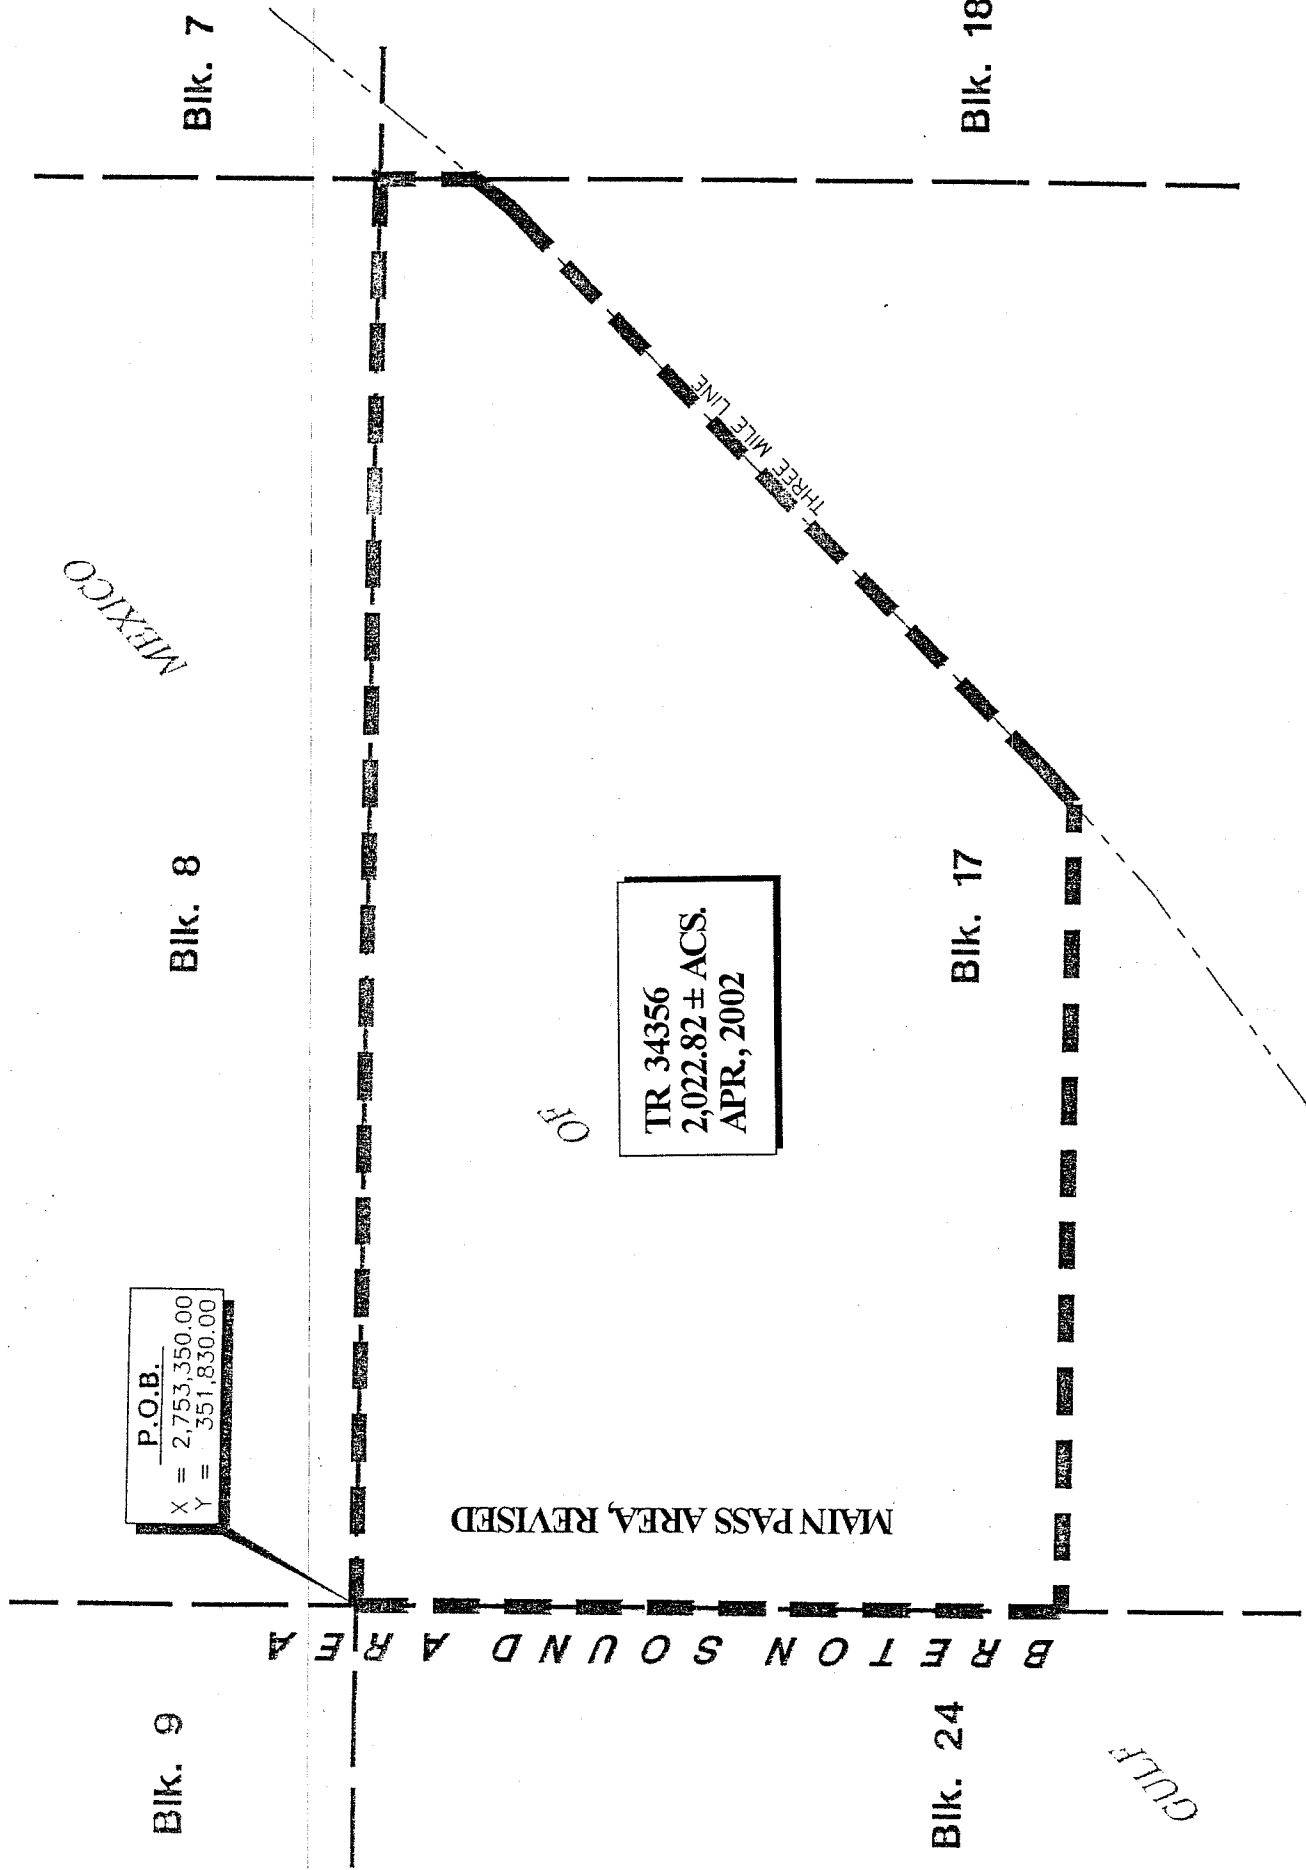 Blk. 9
Blk. 8
Blk. 7
P.O.B.
X = 2,753,350.00
Y = 351,830.00
MEXICO
OF
GULF
BRETON SOUND AREA
MAIN PASS AREA, REVISED
TR 34356
2,022.82 ± ACS.
APR., 2002
THREE MILE LINE
Blk. 24
Blk. 17
Blk. 18